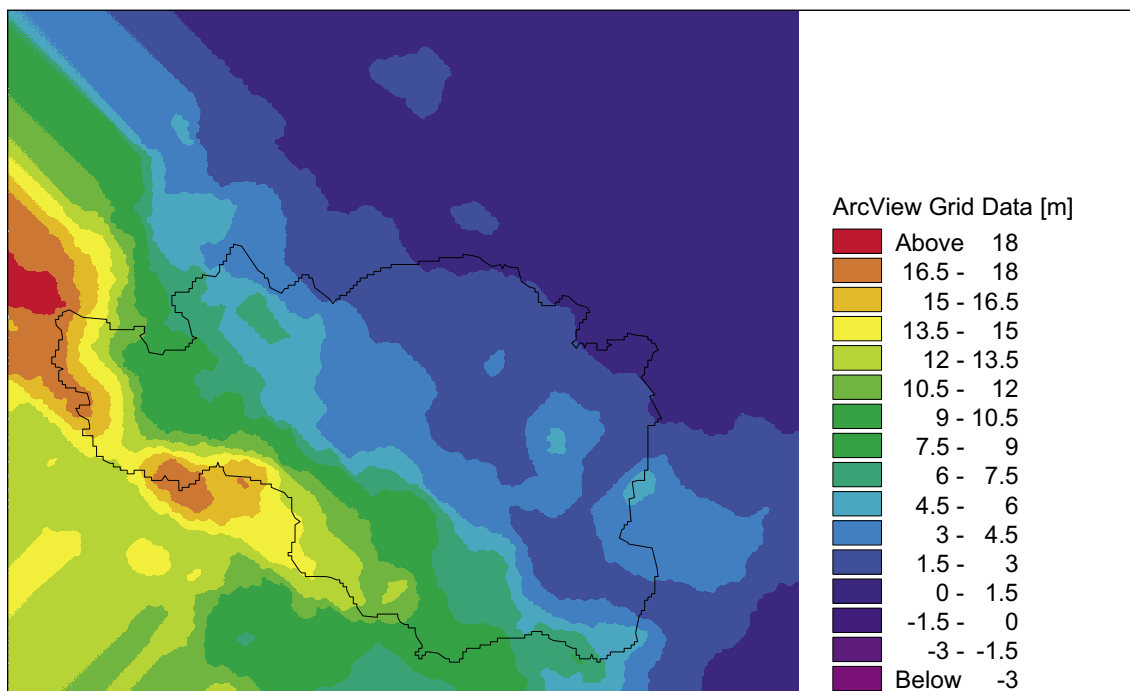 ArcView Grid Data [m]
Above 18
16.5 - 18
15 - 16.5
13.5 - 15
12 - 13.5
10.5 - 12
9 - 10.5
7.5 - 9
6 - 7.5
4.5 - 6
3 - 4.5
1.5 - 3
0 - 1.5
-1.5 - 0
-3 - -1.5
Below -3